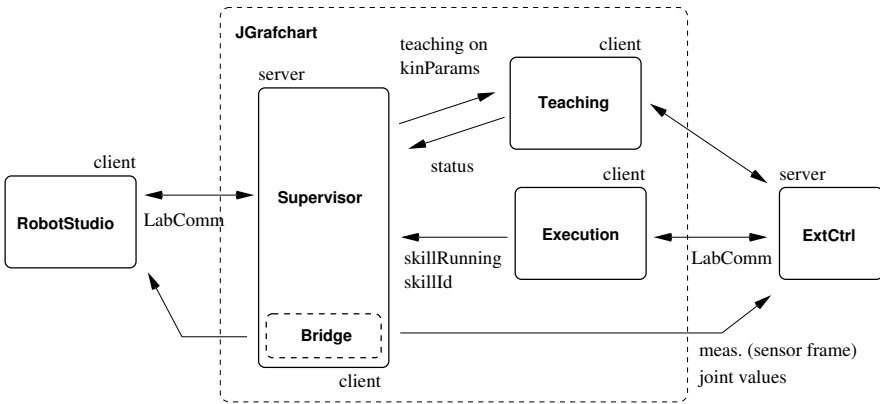 JGrafchart
teaching on
kinParams
client
server
Teaching
status
client
server
client
RobotStudio
LabComm
Supervisor
Execution
LabComm
ExtCtrl
skillRunning
skillId
Bridge
client
meas. (sensor frame)
joint values